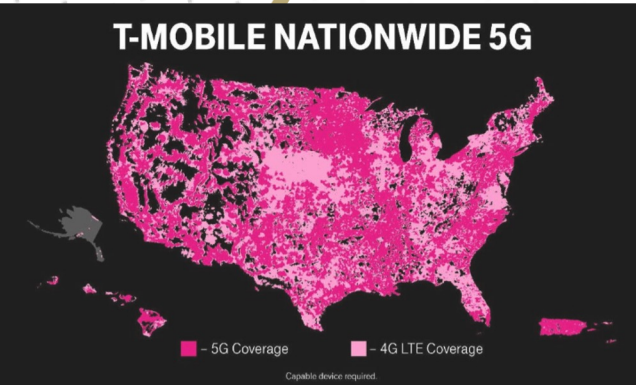 T-MOBILE NATIONWIDE 5G
- 5G Coverage
- 4G LTE Coverage
Capable device required.